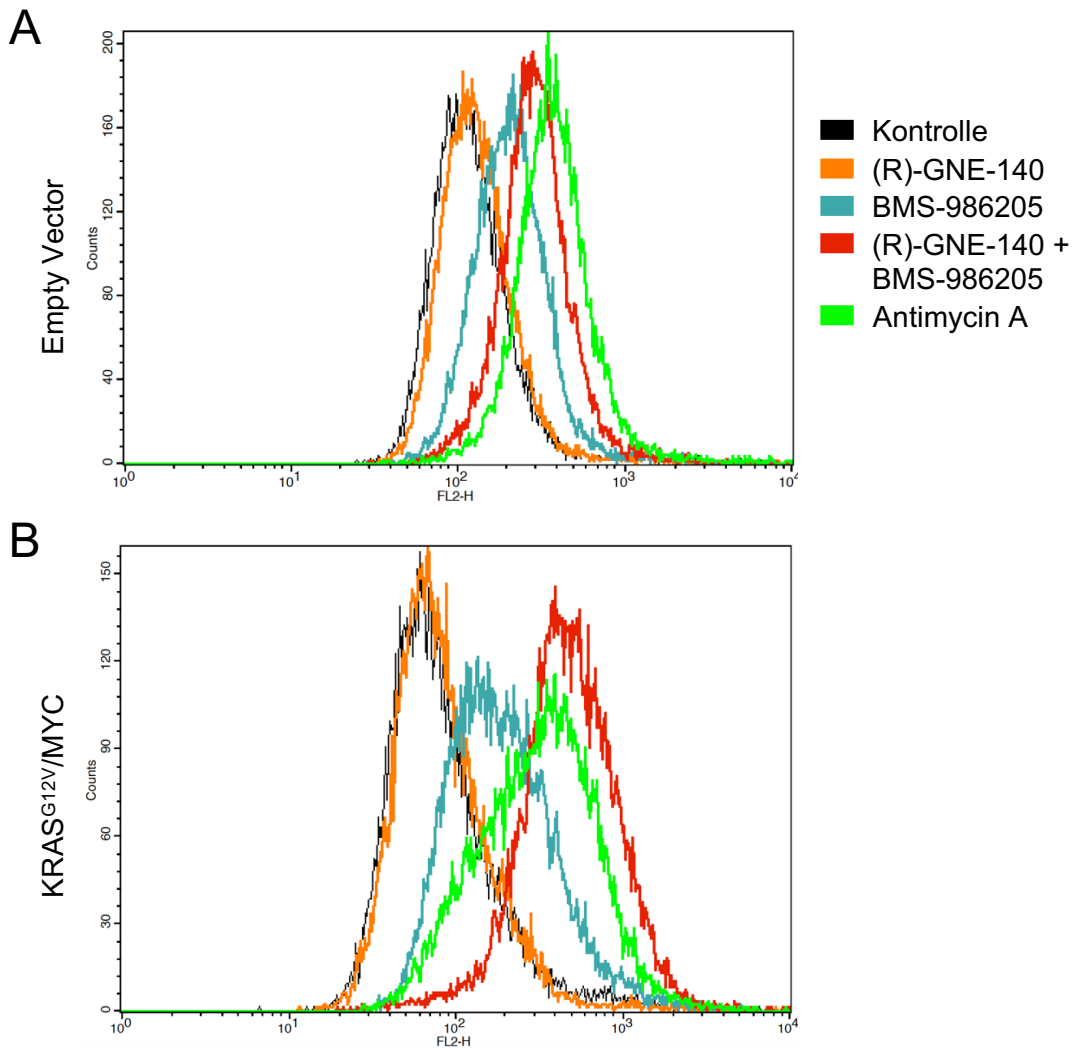 A
200
160
120
80
40
0
Counts
Empty Vector
10⁰
10¹
10²
10³
10⁴
FL2-H
Kontrolle
(R)-GNE-140
BMS-986205
(R)-GNE-140 +
BMS-986205
Antimycin A
B
150
120
90
60
30
0
Counts
KRASᴳ¹²ⱽ/MYC
10⁰
10¹
10²
10³
10⁴
FL2-H